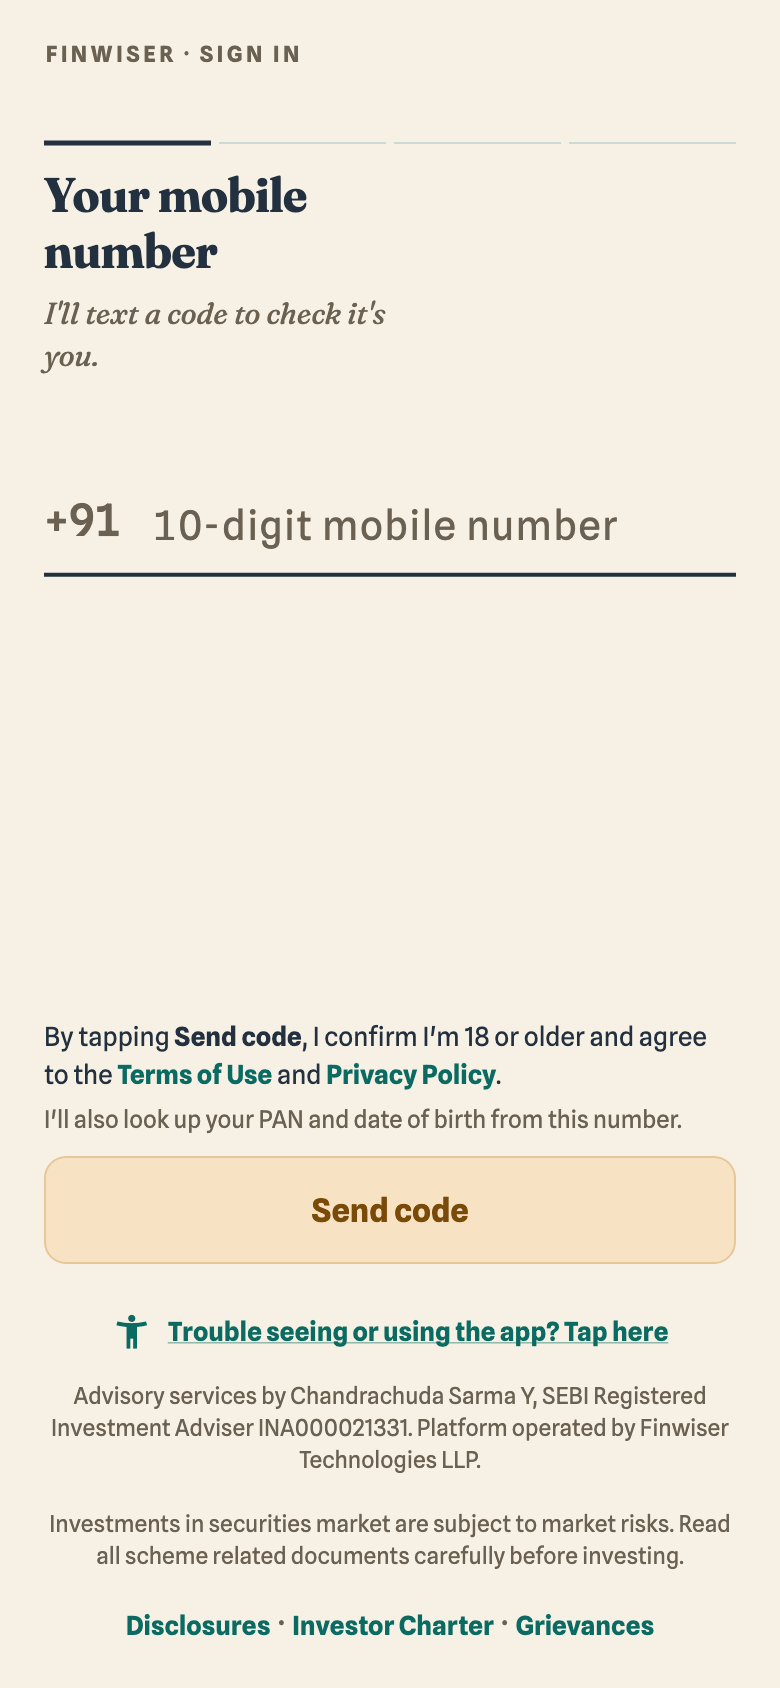 FINWISER · SIGN IN
Your mobile
number
I'll text a code to check it's
you.
+91 10-digit mobile number
By tapping Send code, I confirm I'm 18 or older and agree
to the Terms of Use and Privacy Policy.
I'll also look up your PAN and date of birth from this number.
Send code
Trouble seeing or using the app? Tap here
Advisory services by Chandrachuda Sarma Y, SEBI Registered
Investment Adviser INA000021331. Platform operated by Finwiser
Technologies LLP.
Investments in securities market are subject to market risks. Read
all scheme related documents carefully before investing.
Disclosures · Investor Charter · Grievances